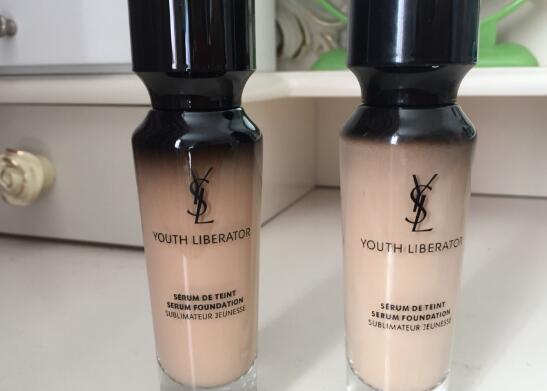 YSL
YOUTH LIBERATOR
SÉRUM DE TEINT
SERUM FOUNDATION
SUBLIMATEUR JEUNESSE
YSL
YOUTH LIBERATOR
SÉRUM DE TEINT
SERUM FOUNDATION
SUBLIMATEUR JEUNESSE